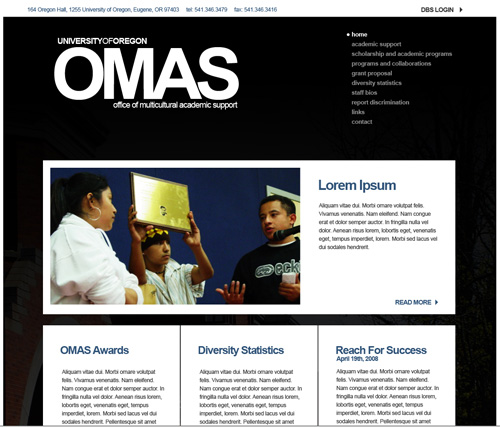 164 Oregon Hall, 1255 University of Oregon, Eugene, OR 97403 tel: 541.346.3479 fax: 541.346.3416
DBS LOGIN
UNIVERSITYOFOREGON
OMAS
office of multicultural academic support
home
academic support
scholarship and academic programs
programs and collaborations
grant proposal
diversity statistics
staff bios
report discrimination
links
contact
ecko
Lorem Ipsum
Aliquam vitae dui. Morbi ornare volutpat felis.
Vivamus venenatis. Nam eleifend. Nam congue
erat et dolor semper auctor. In fringilla nulla vel
dolor. Aenean risus lorem, lobortis eget, venenatis
eget, tempus imperdiet, lorem. Morbi sed lacus vel
dui sodales hendrerit.
READ MORE
OMAS Awards
Aliquam vitae dui. Morbi ornare volutpat
felis. Vivamus venenatis. Nam eleifend.
Nam congue erat et dolor semper auctor. In
fringilla nulla vel dolor. Aenean risus lorem,
lobortis eget, venenatis eget, tempus
imperdiet, lorem. Morbi sed lacus vel dui
sodales hendrerit. Pellentesque sit amet
Diversity Statistics
Aliquam vitae dui. Morbi ornare volutpat
felis. Vivamus venenatis. Nam eleifend.
Nam congue erat et dolor semper auctor. In
fringilla nulla vel dolor. Aenean risus lorem,
lobortis eget, venenatis eget, tempus
imperdiet, lorem. Morbi sed lacus vel dui
sodales hendrerit. Pellentesque sit amet
Reach For Success
April 19th, 2008
Aliquam vitae dui. Morbi ornare volutpat
felis. Vivamus venenatis. Nam eleifend.
Nam congue erat et dolor semper auctor. In
fringilla nulla vel dolor. Aenean risus lorem,
lobortis eget, venenatis eget, tempus
imperdiet, lorem. Morbi sed lacus vel dui
sodales hendrerit. Pellentesque sit amet